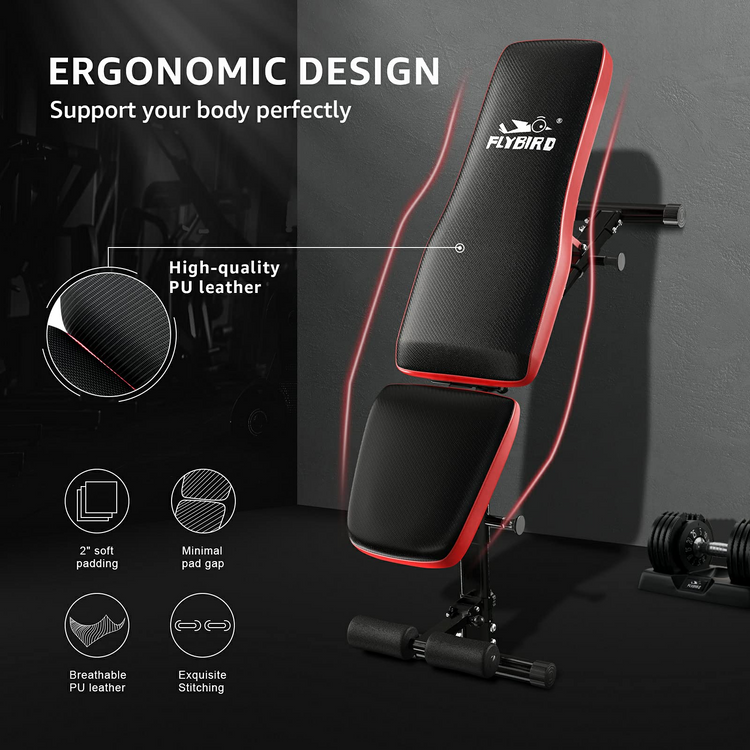 ERGONOMIC DESIGN
Support your body perfectly
FLYBIRD
®
High-quality
PU leather
2" soft
padding
Minimal
pad gap
Breathable
PU leather
Exquisite
Stitching
FLYBIRD